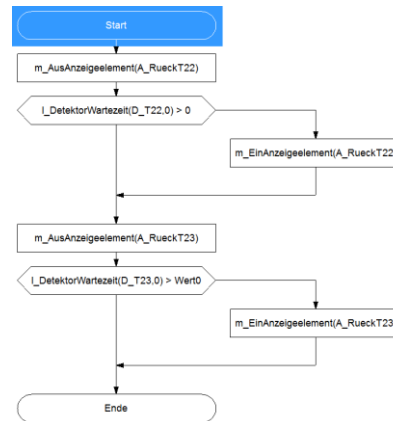 Start
m_AusAnzeigeelement(A_RueckT22)
I_DetektorWartezeit(D_T22,0) > 0
m_EinAnzeigeelement(A_RueckT22
m_AusAnzeigeelement(A_RueckT23)
I_DetektorWartezeit(D_T23,0) > Wert0
m_EinAnzeigeelement(A_RueckT23
Ende